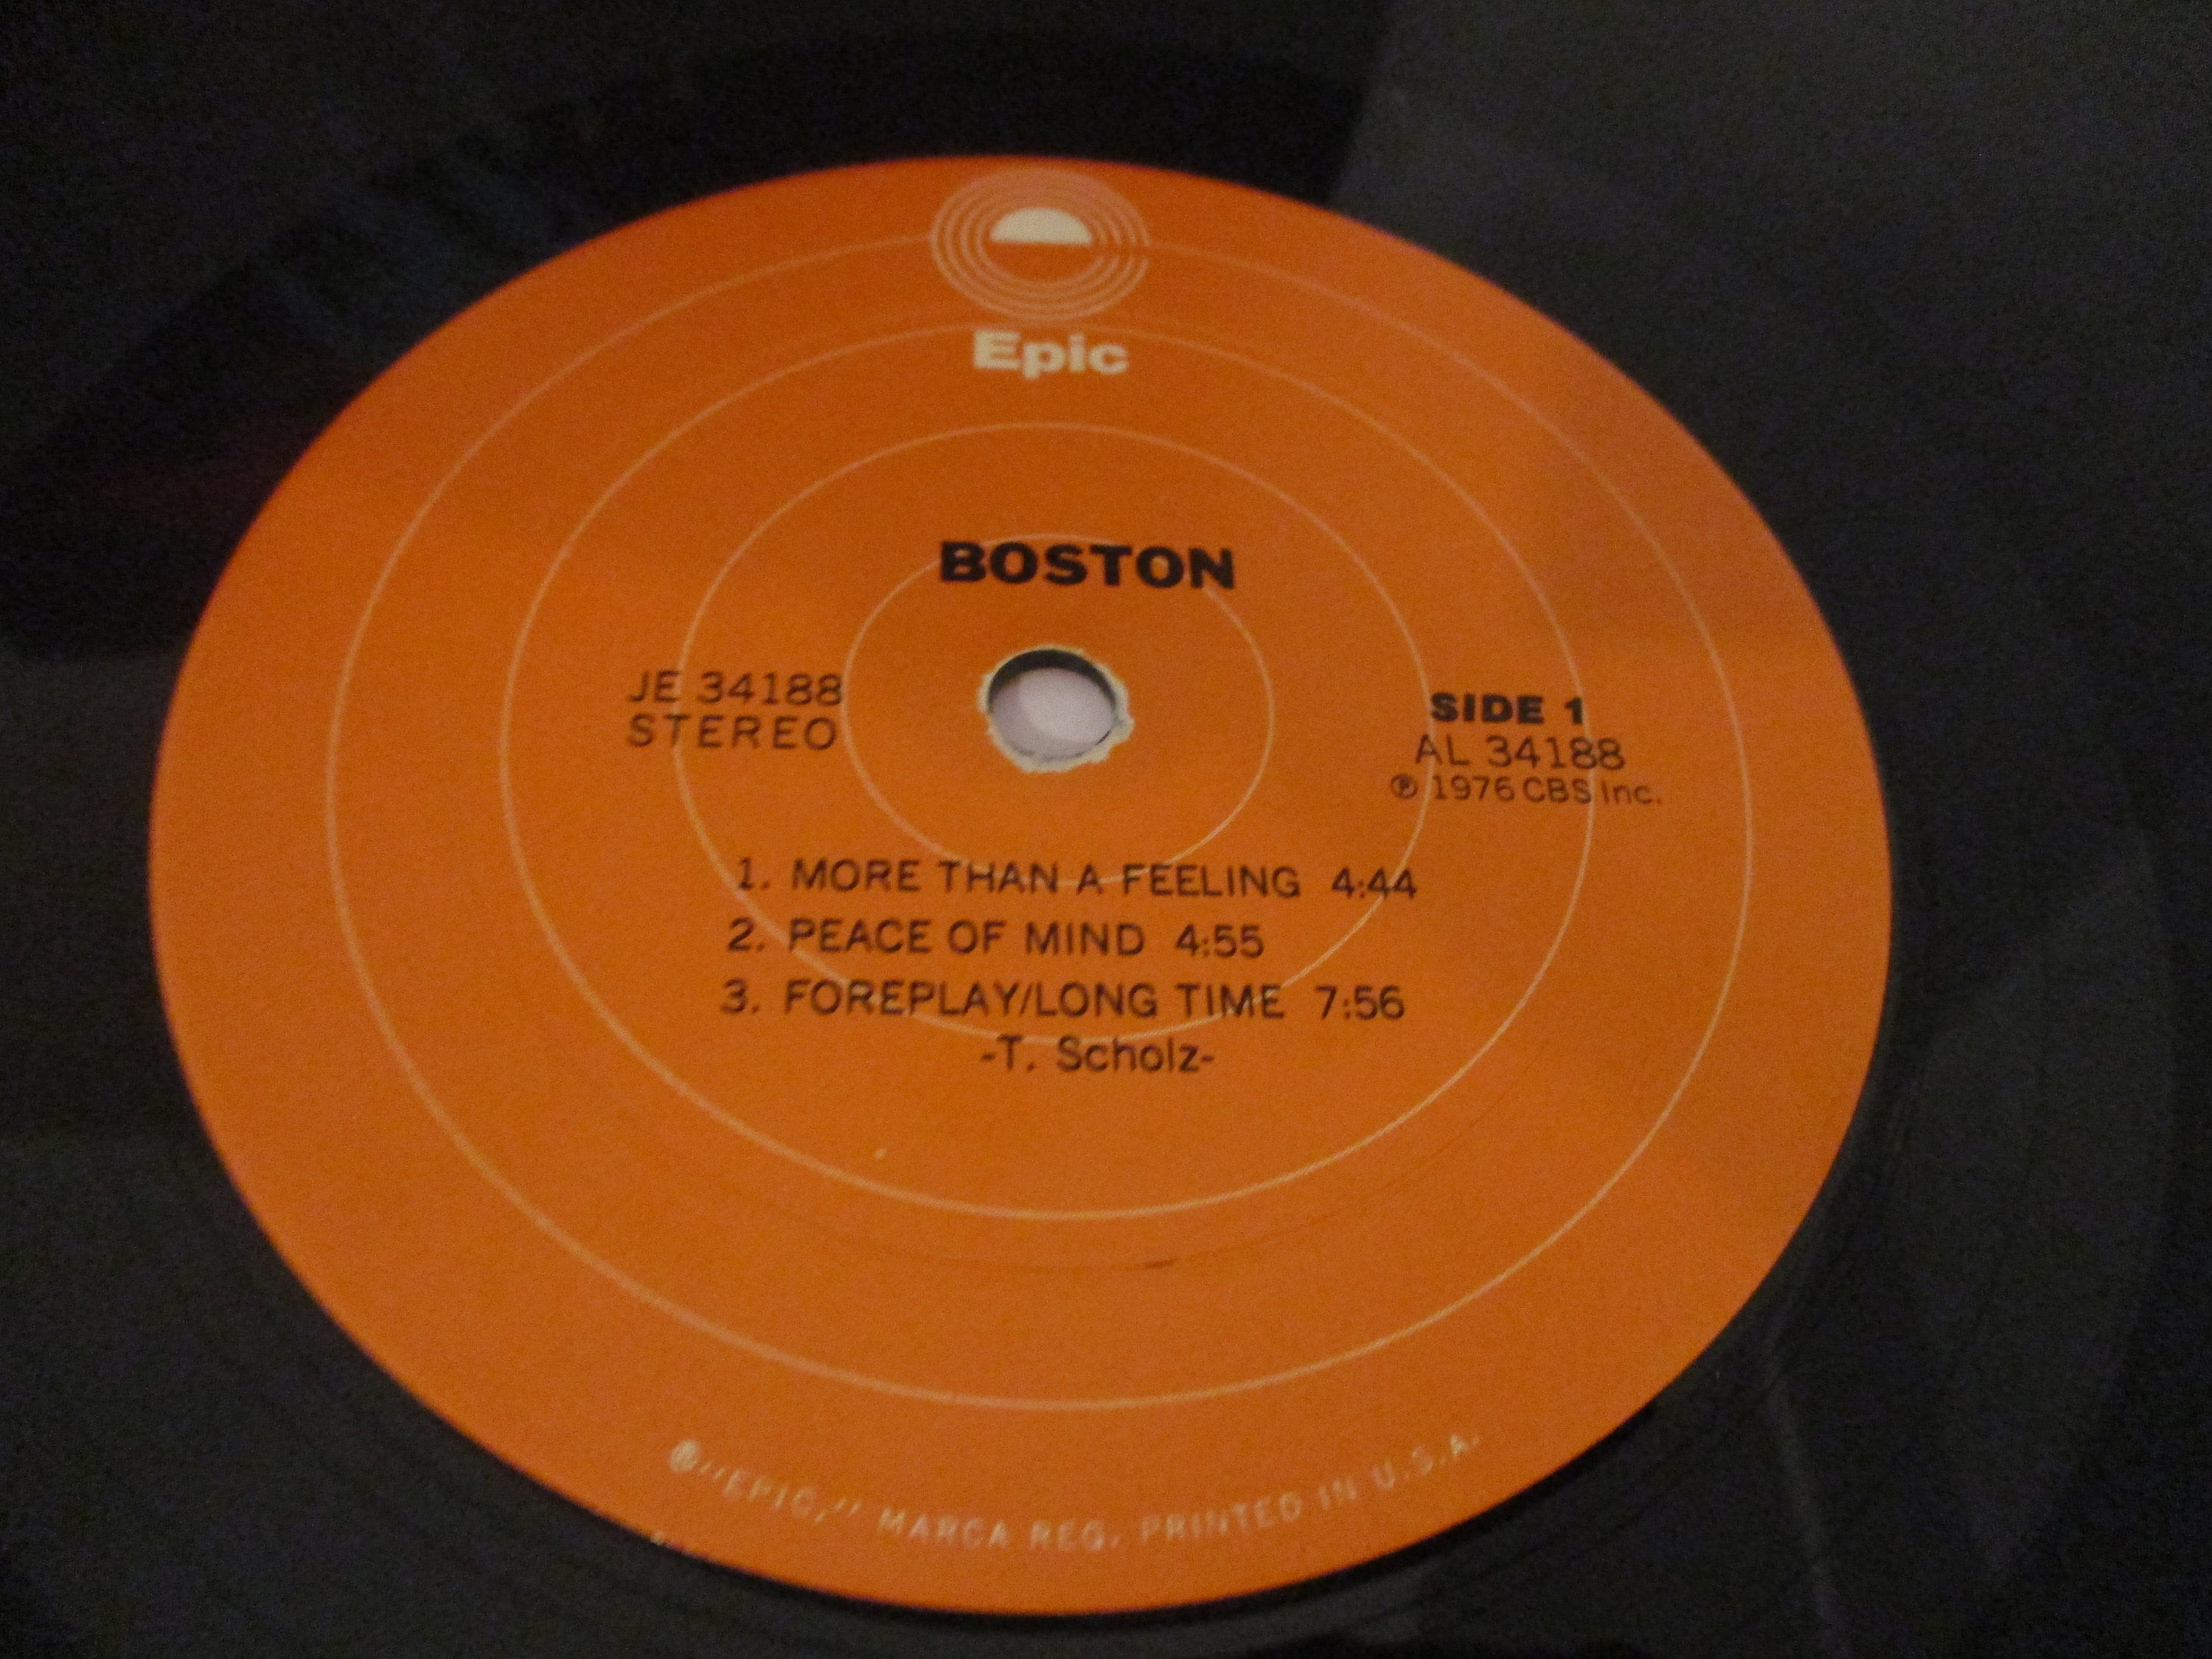 Epic
BOSTON
JE 34188
STEREO
SIDE 1
AL 34188
℗ 1976 CBS Inc.
1. MORE THAN A FEELING 4:44
2. PEACE OF MIND 4:55
3. FOREPLAY/LONG TIME 7:56
-T. Scholz-
® "EPIC," MARCA REG. PRINTED IN U.S.A.